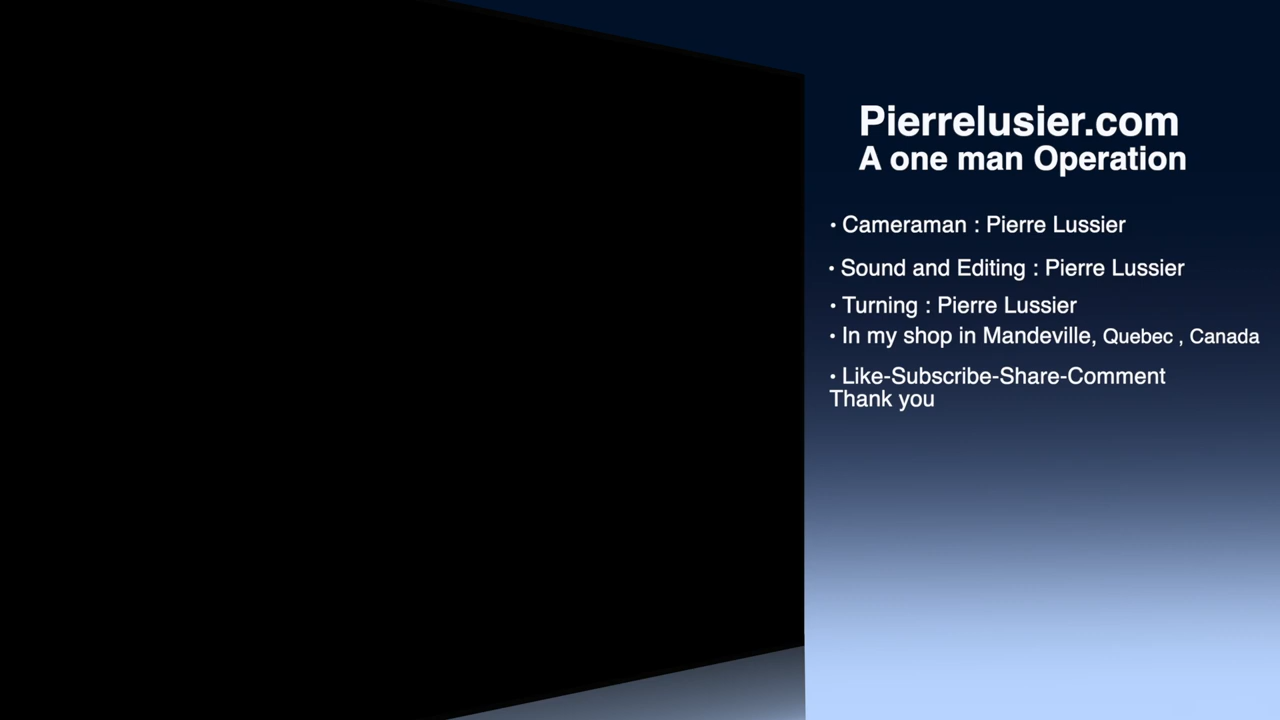 Pierrelusier.com
A one man Operation
• Cameraman : Pierre Lussier
• Sound and Editing : Pierre Lussier
• Turning : Pierre Lussier
• In my shop in Mandeville, Quebec , Canada
• Like-Subscribe-Share-Comment
Thank you